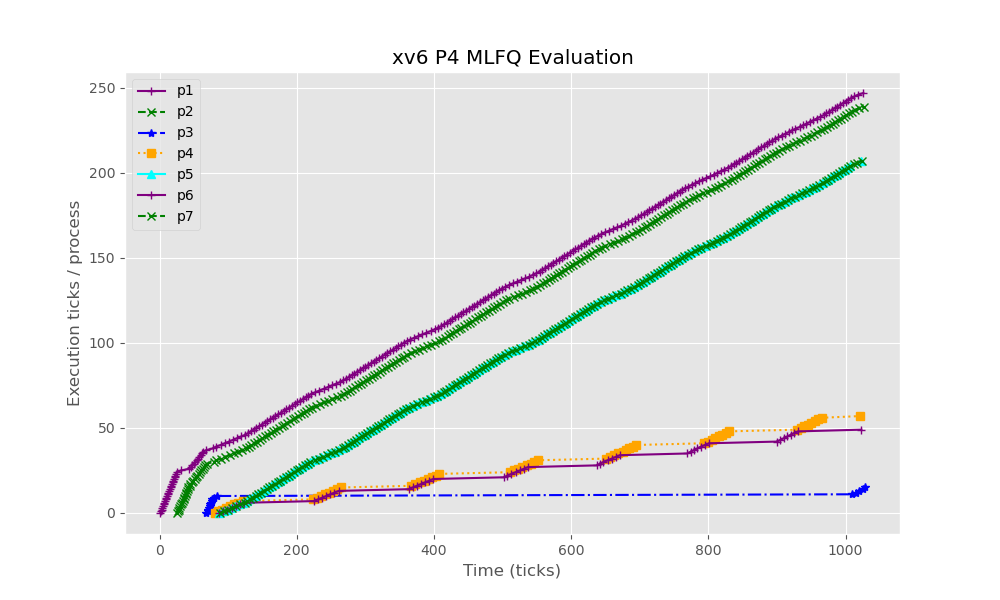 xv6 P4 MLFQ Evaluation
p1
p2
p3
p4
p5
p6
p7
Execution ticks / process
250
200
150
100
50
0
0 200 400 600 800 1000
Time (ticks)